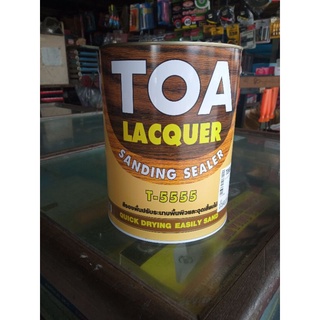 TOA
LACQUER
SANDING SEALER
T-5555
QUICK DRYING EASILY SAND